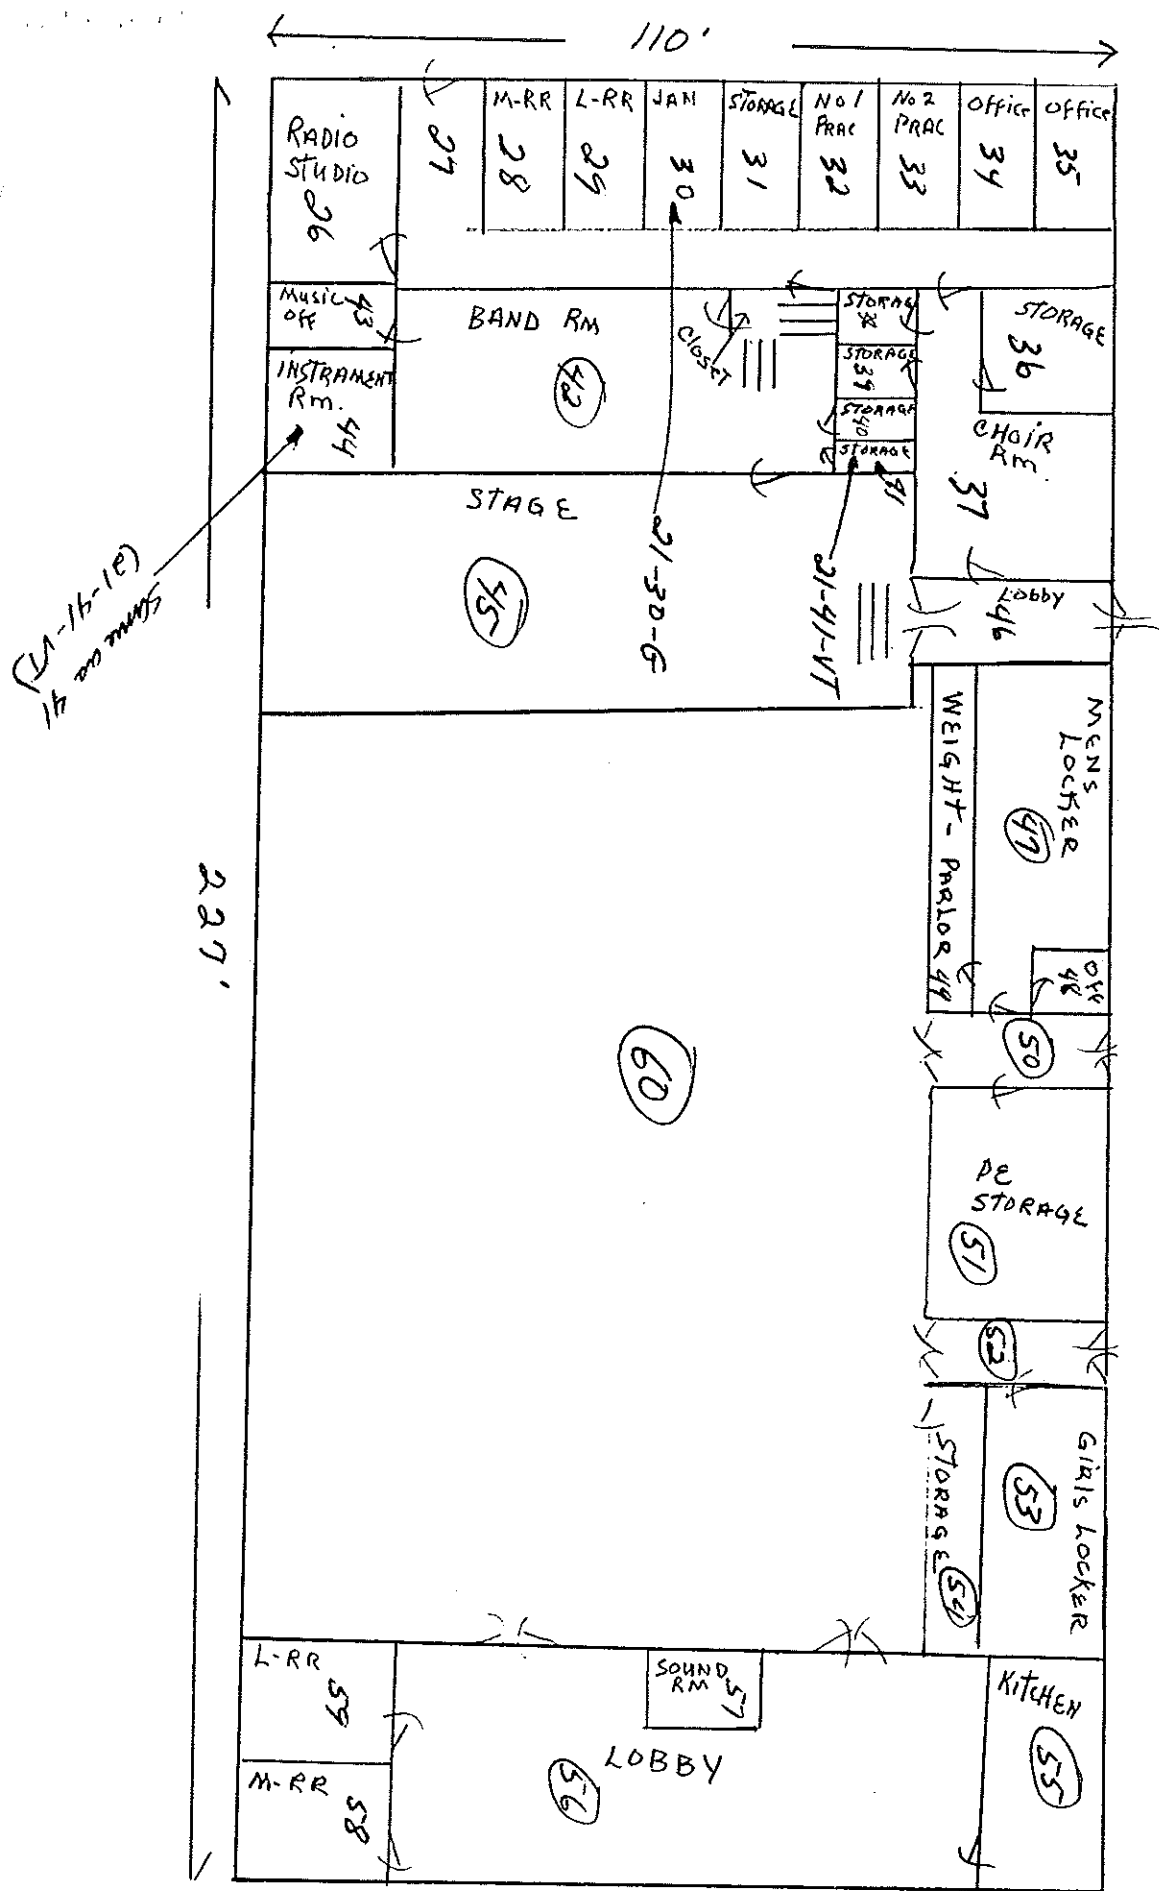 110'
RADIO
STUDIO
26
27
M-RR
28
L-RR
29
JAN
30
STORAGE
31
No 1
PRAC
32
No 2
PRAC
33
Office
34
Office
35
Music
OFF
43
INSTRAMENT
Rm.
44
BAND RM
42
CLOSET
STORAGE
STORAGE
39
STORAGE
40
STORAGE
41
STORAGE
36
CHOIR
Rm.
37
STAGE
45
21-30-G
21-41-VT
Lobby
46
Same as 41
(21-41-VT)
MENS
LOCKER
47
WEIGHT - PARLOR 49
OFF
48
50
227'
60
PE
STORAGE
51
52
GIRLS LOCKER
53
STORAGE
54
L-RR
59
M-RR
58
SOUND
RM
57
LOBBY
56
KITCHEN
55